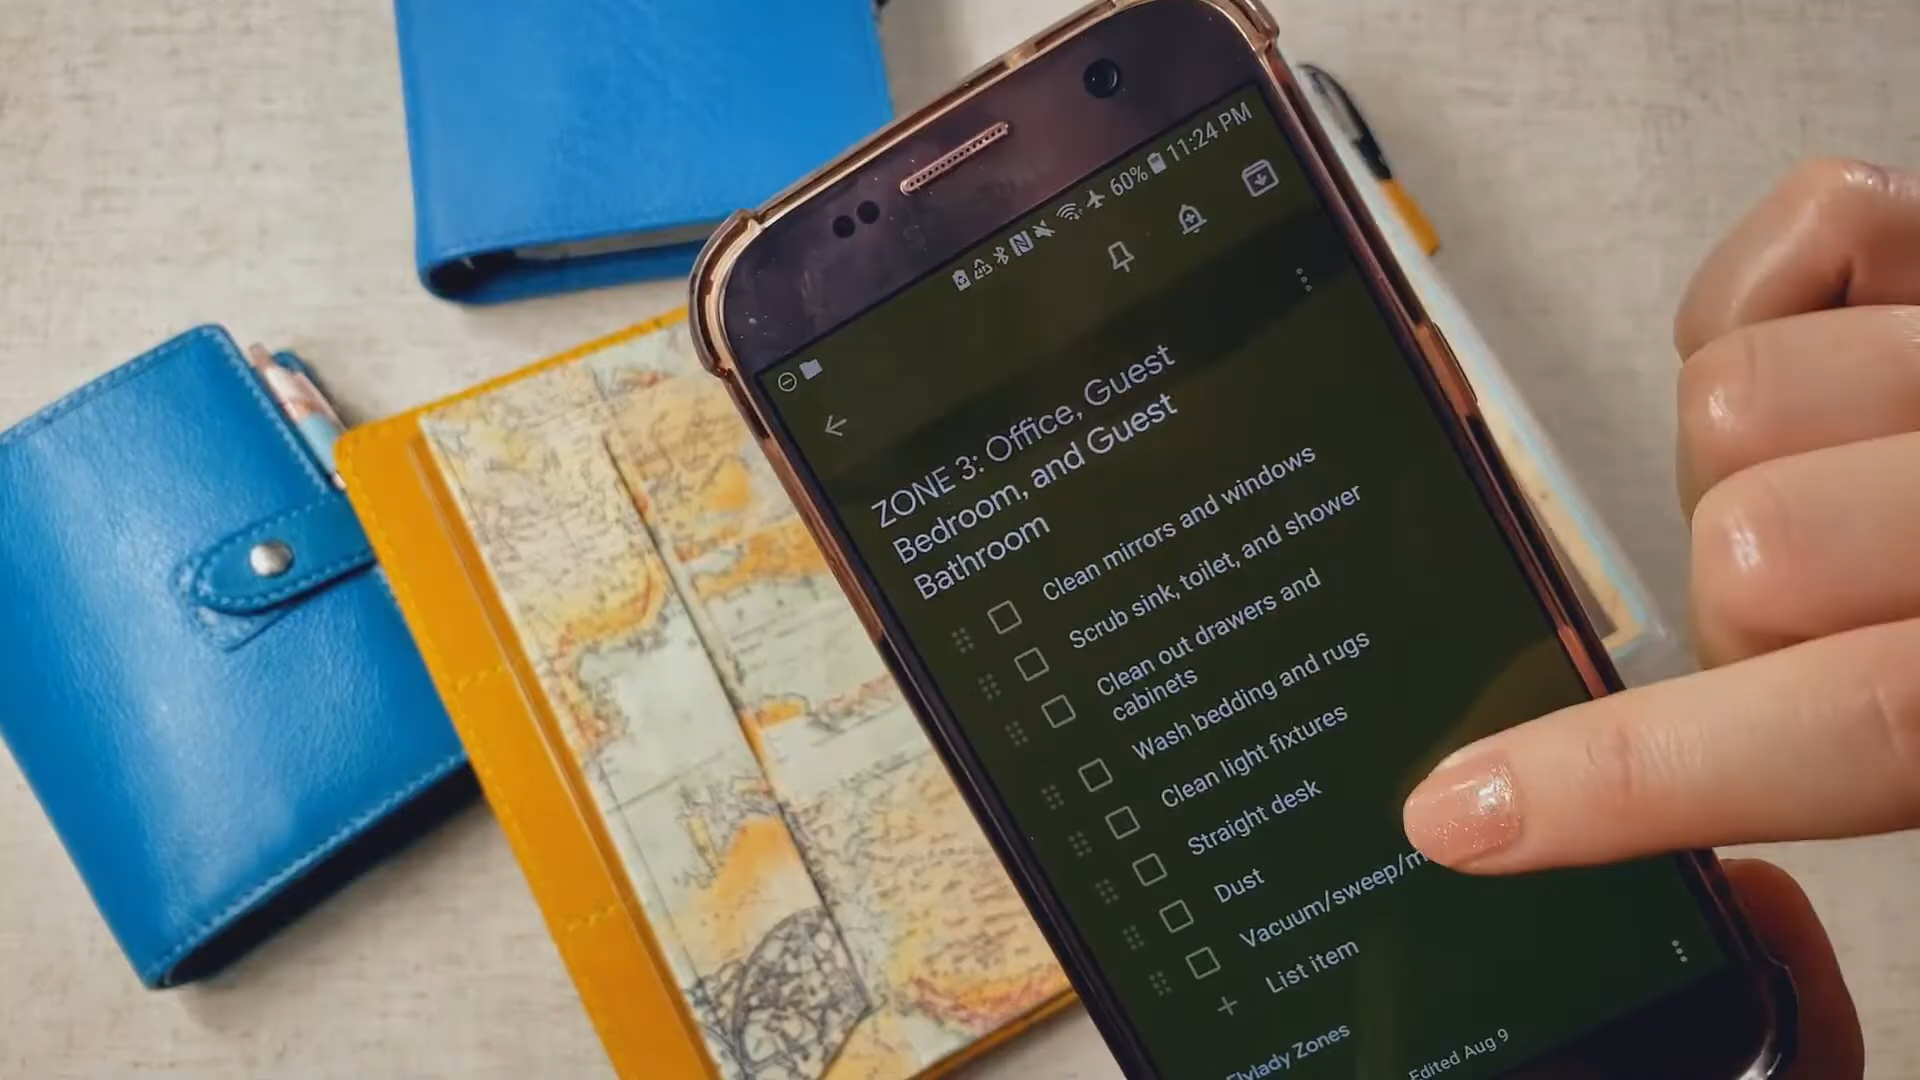 60% 11:24 PM
ZONE 3: Office, Guest
Bedroom, and Guest
Bathroom
Clean mirrors and windows
Scrub sink, toilet, and shower
Clean out drawers and
cabinets
Wash bedding and rugs
Clean light fixtures
Straight desk
Dust
Vacuum/sweep/m
List item
Flylady Zones
Edited Aug 9